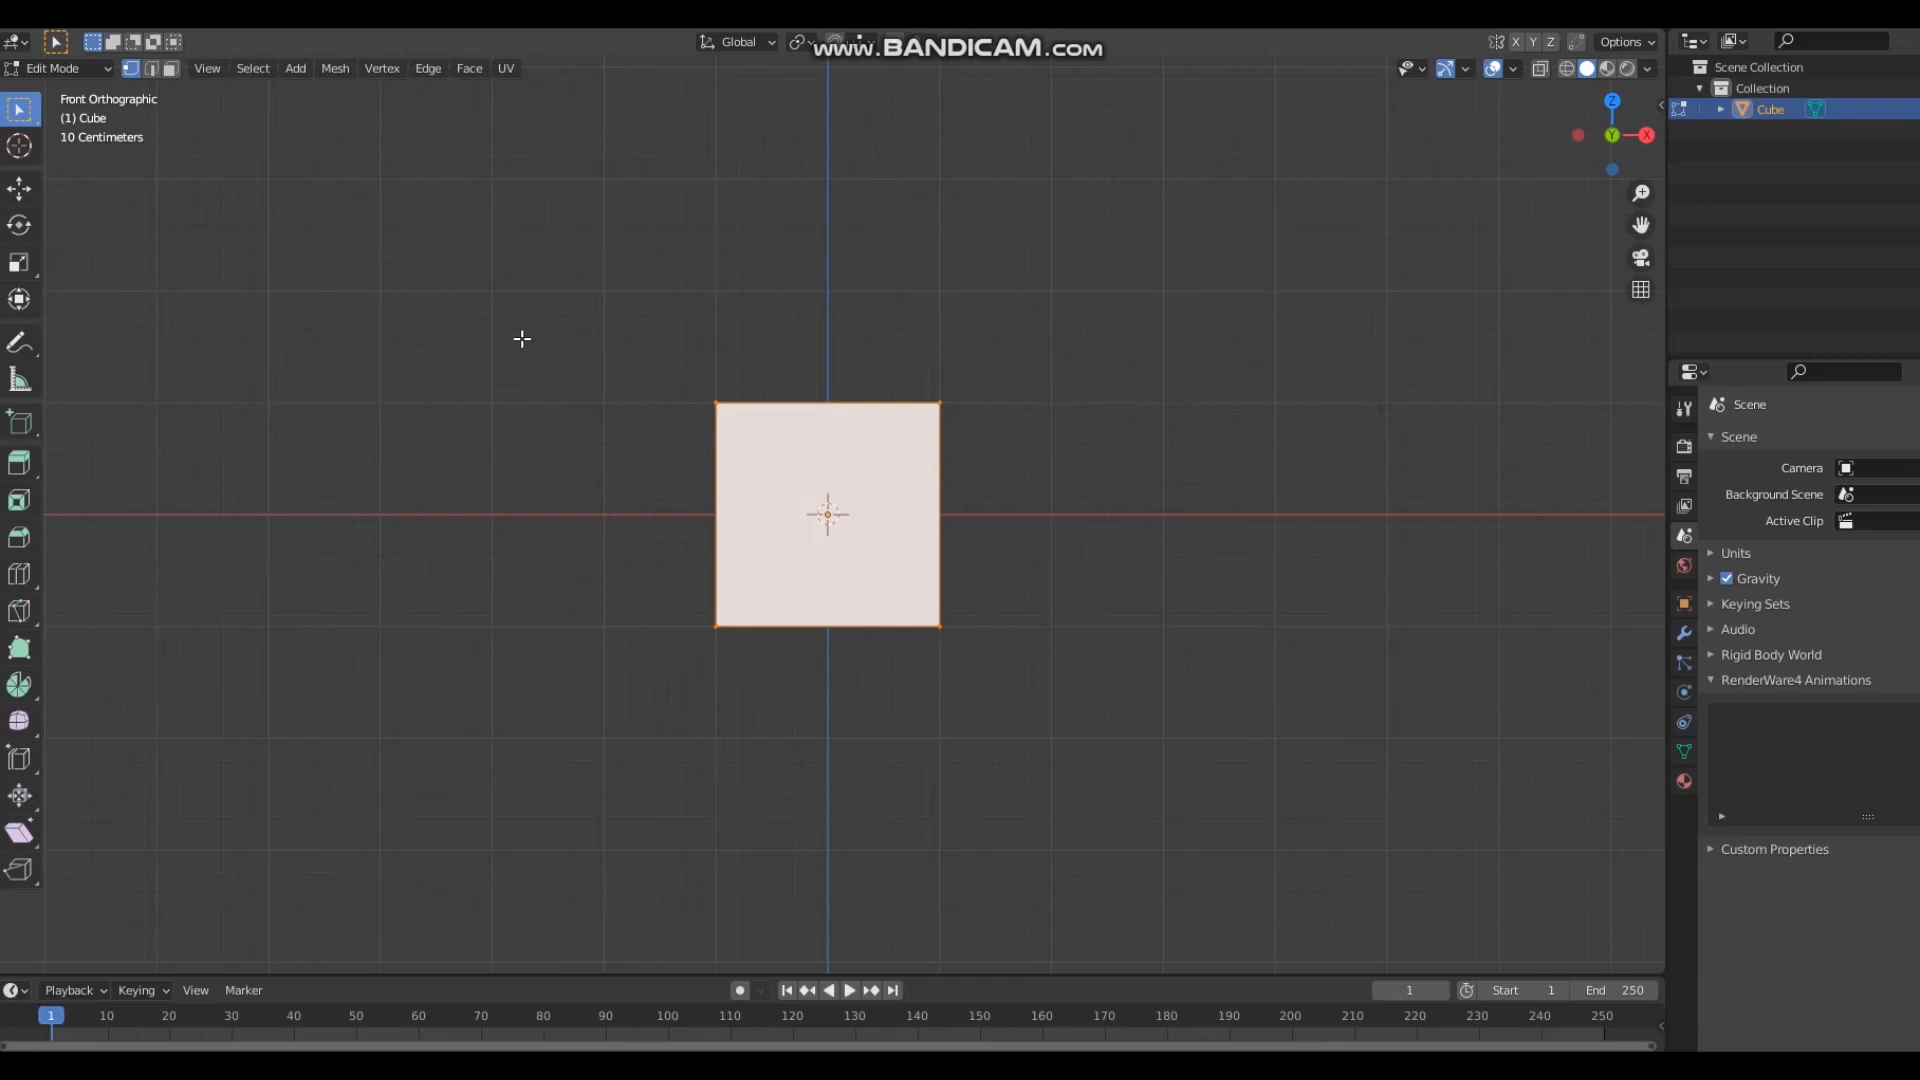 Global
www.BANDICAM.com
X Y Z
Options
Edit Mode
View Select Add Mesh Vertex Edge Face UV
Front Orthographic
(1) Cube
10 Centimeters
Z
Y
X
Scene Collection
Collection
Cube
Scene
Scene
Camera
Background Scene
Active Clip
Units
Gravity
Keying Sets
Audio
Rigid Body World
RenderWare4 Animations
Custom Properties
Playback Keying View Marker
1 Start 1 End 250
1 10 20 30 40 50 60 70 80 90 100 110 120 130 140 150 160 170 180 190 200 210 220 230 240 250